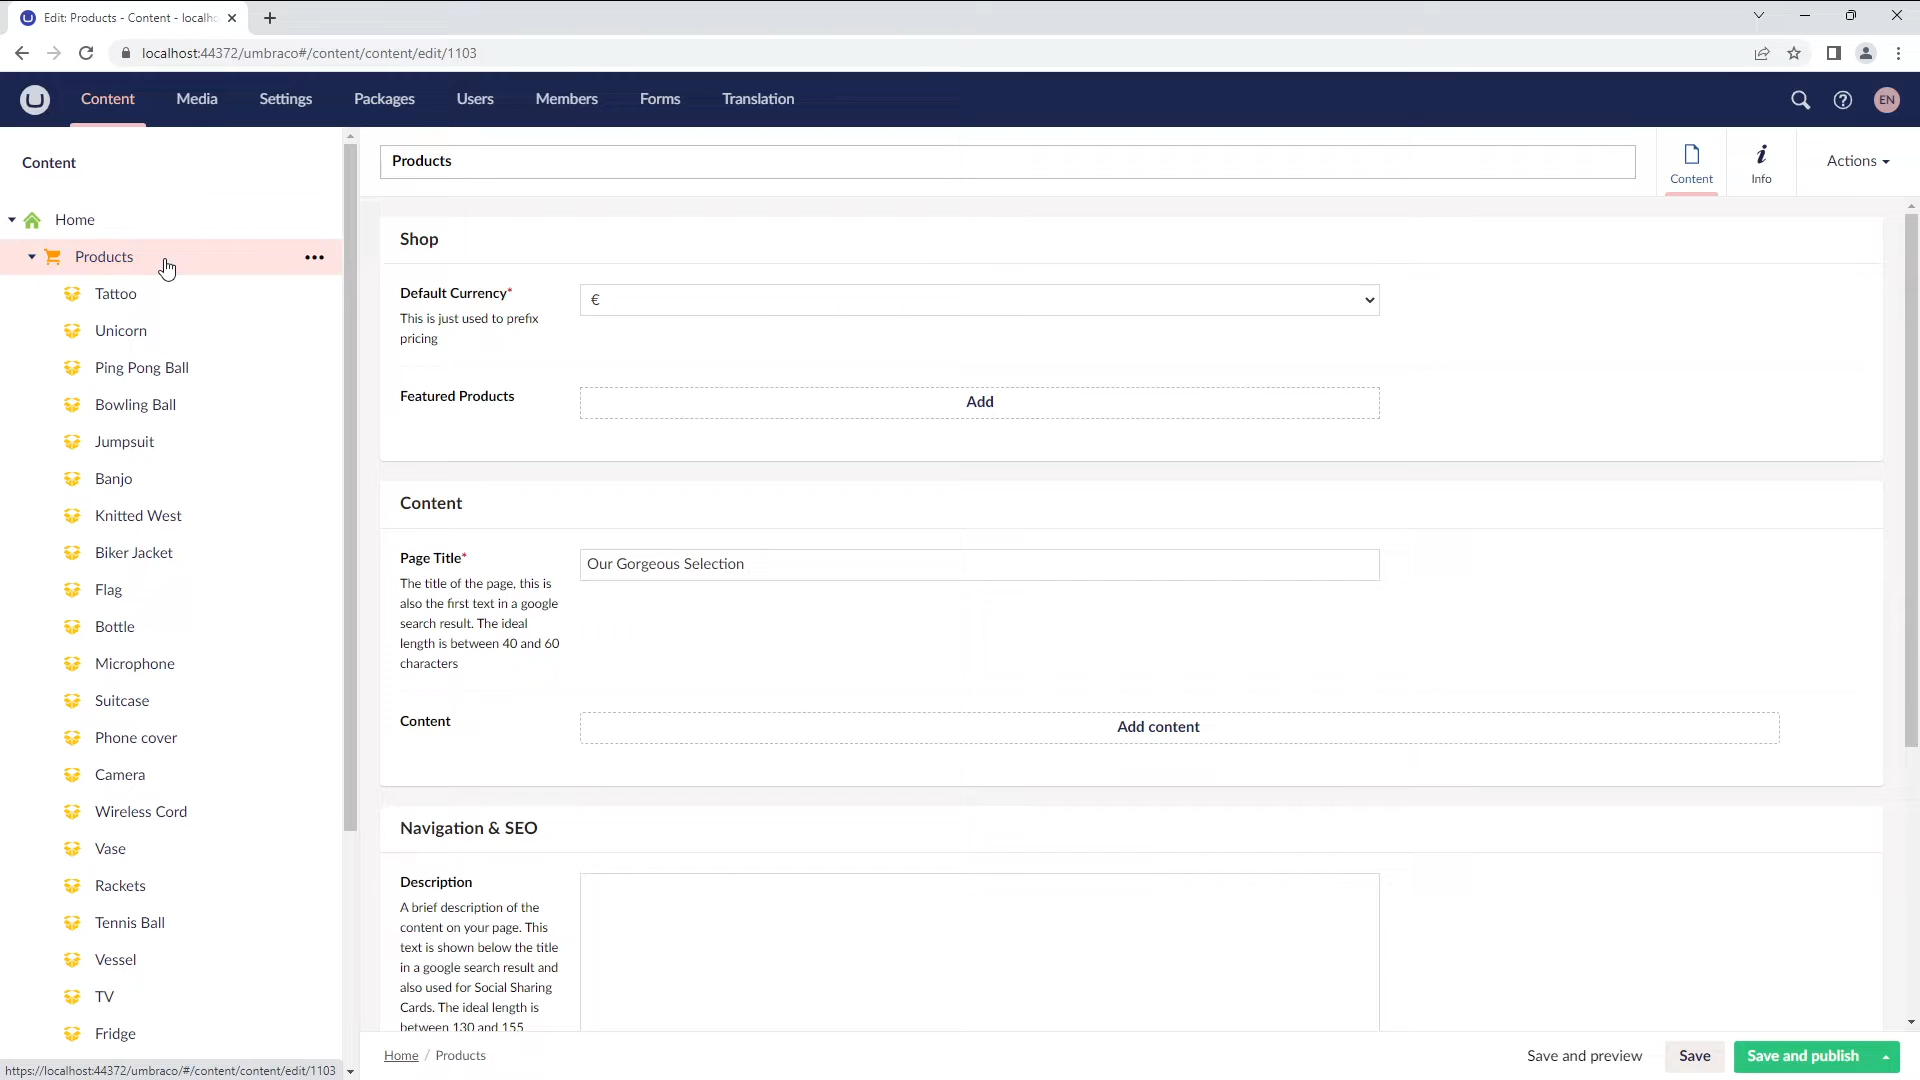 Edit: Products - Content - localho
localhost:44372/umbraco#/content/content/edit/1103
Content
Media
Settings
Packages
Users
Members
Forms
Translation
EN
Content
Home
Products
Tattoo
Unicorn
Ping Pong Ball
Bowling Ball
Jumpsuit
Banjo
Knitted West
Biker Jacket
Flag
Bottle
Microphone
Suitcase
Phone cover
Camera
Wireless Cord
Vase
Rackets
Tennis Ball
Vessel
TV
Fridge
https://localhost:44372/umbraco/#/content/content/edit/1103
Products
Content
Info
Actions
Shop
Default Currency*
This is just used to prefix
pricing
€
Featured Products
Add
Content
Page Title*
The title of the page, this is
also the first text in a google
search result. The ideal
length is between 40 and 60
characters
Our Gorgeous Selection
Content
Add content
Navigation & SEO
Description
A brief description of the
content on your page. This
text is shown below the title
in a google search result and
also used for Social Sharing
Cards. The ideal length is
between 130 and 155
Home / Products
Save and preview
Save
Save and publish